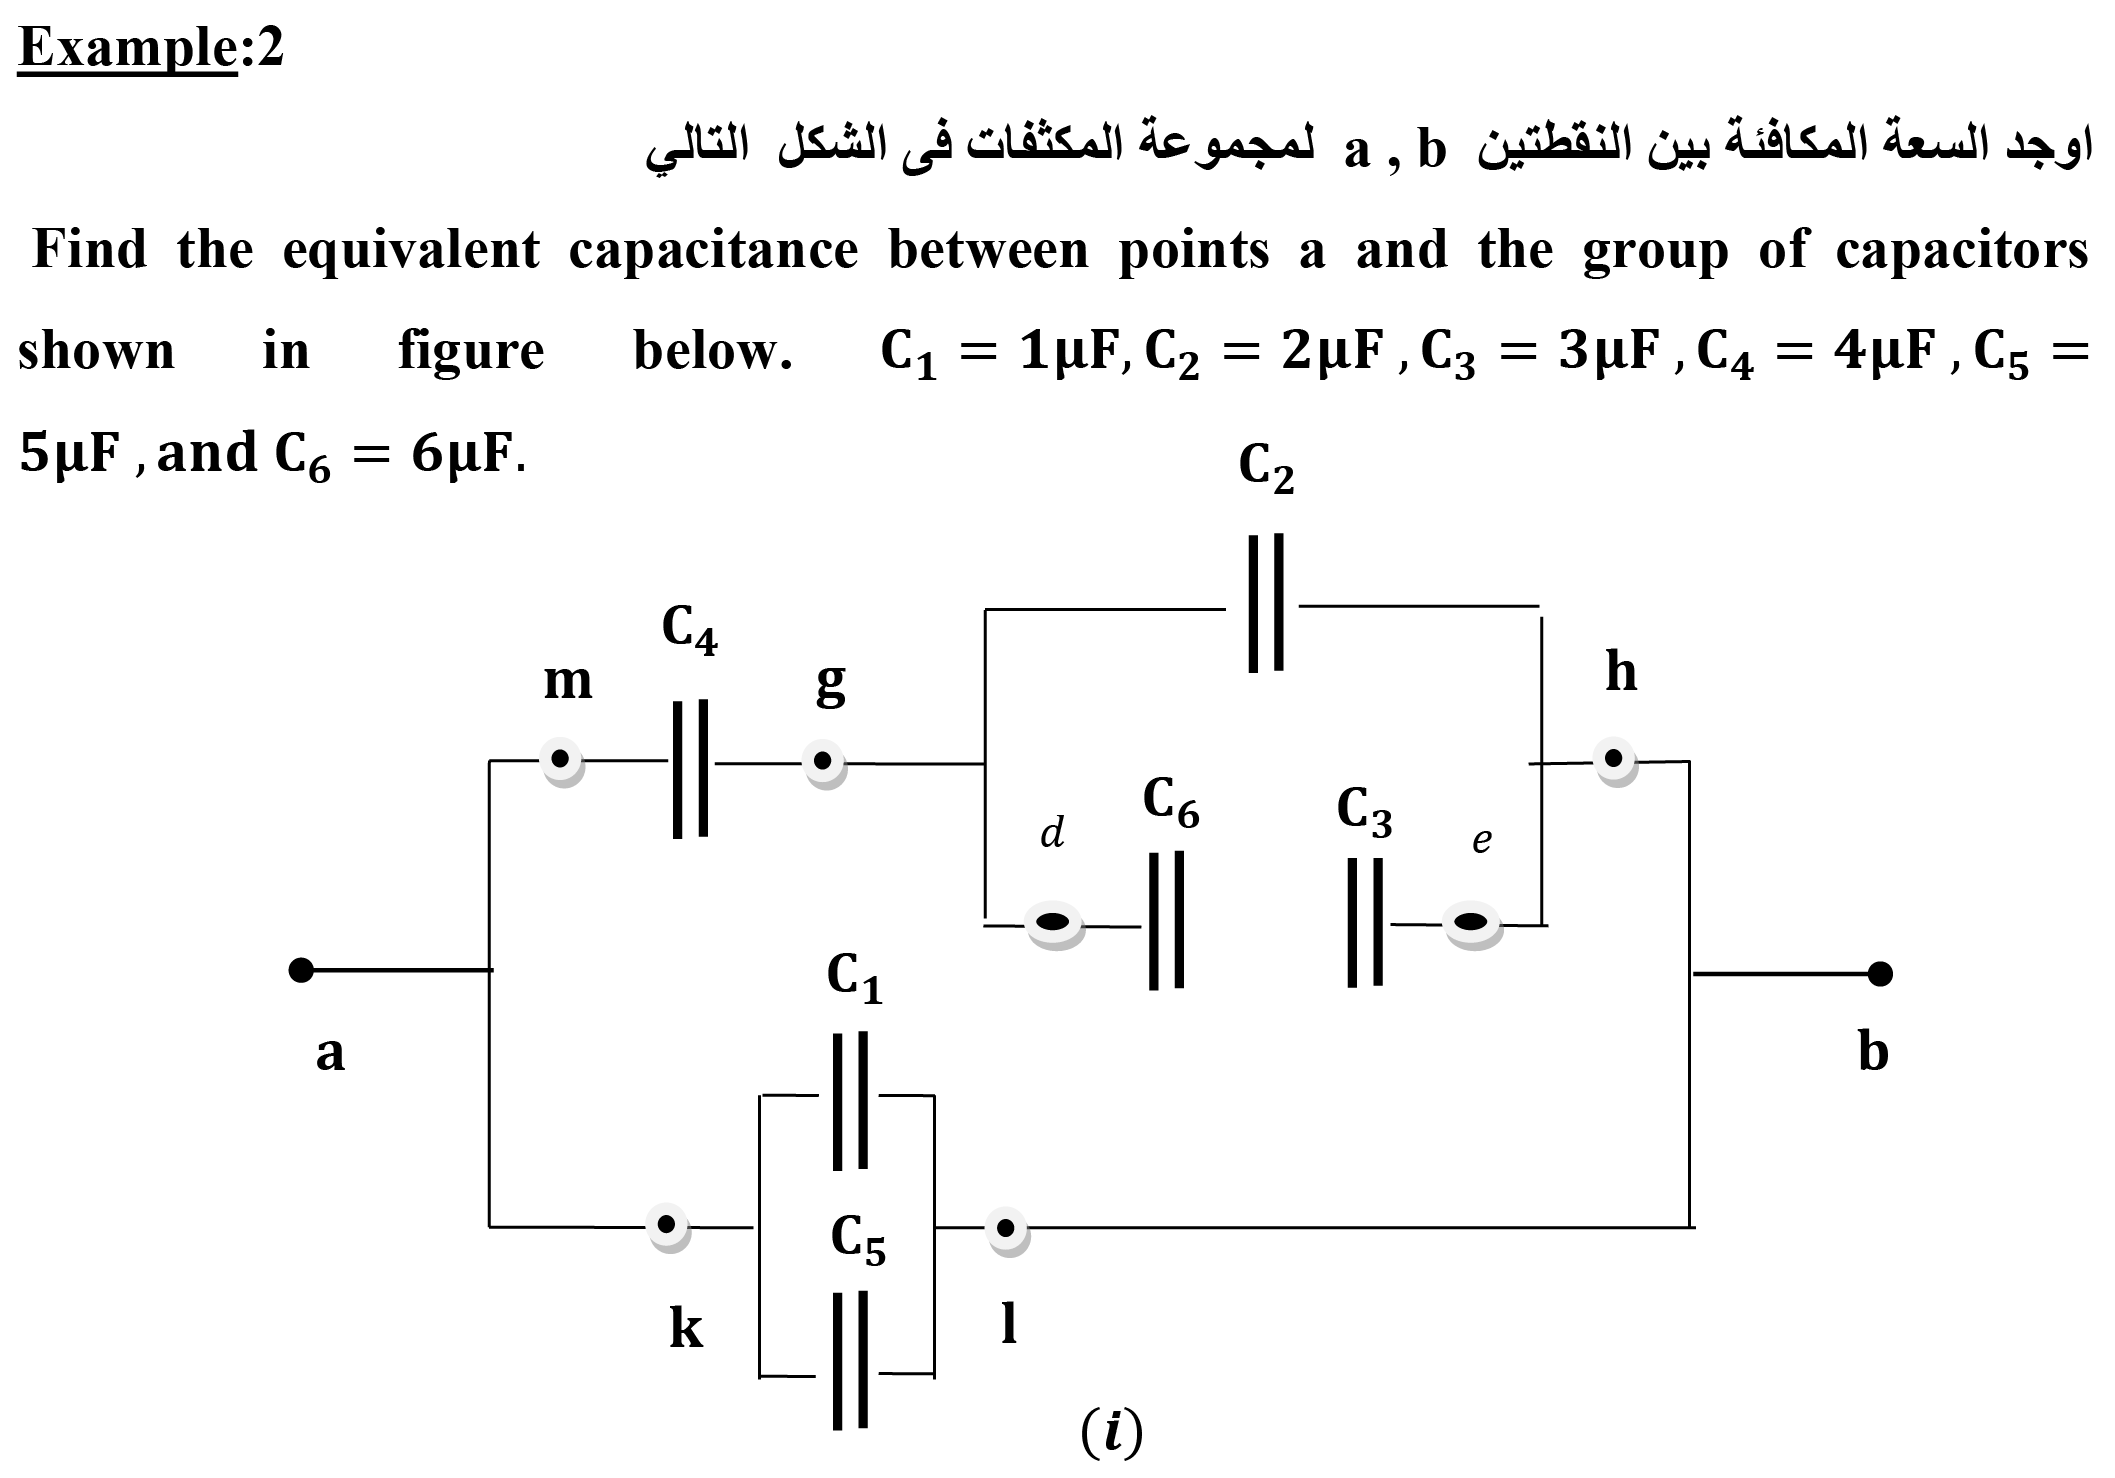 Example:2
اوجد السعة المكافئة بين النقطتين a , b لمجموعة المكثفات فى الشكل التالي
Find the equivalent capacitance between points a and the group of capacitors
shown in figure below. C₁ = 1μF, C₂ = 2μF , C₃ = 3μF , C₄ = 4μF , C₅ =
5μF , and C₆ = 6μF.
C₂
C₄
m
g
h
C₆
C₃
d
e
C₁
a
b
C₅
k
l
(i)